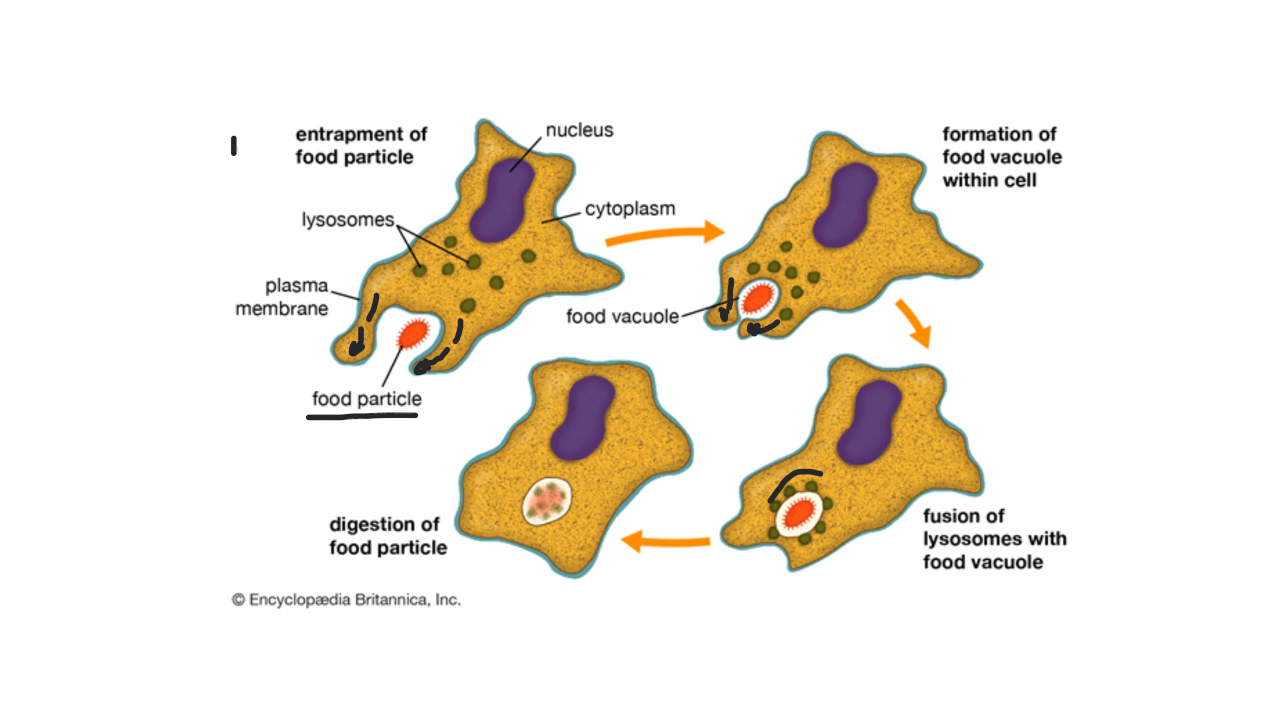 entrapment of
food particle
nucleus
lysosomes
cytoplasm
plasma
membrane
food particle
formation of
food vacuole
within cell
food vacuole
fusion of
lysosomes with
food vacuole
digestion of
food particle
© Encyclopædia Britannica, Inc.